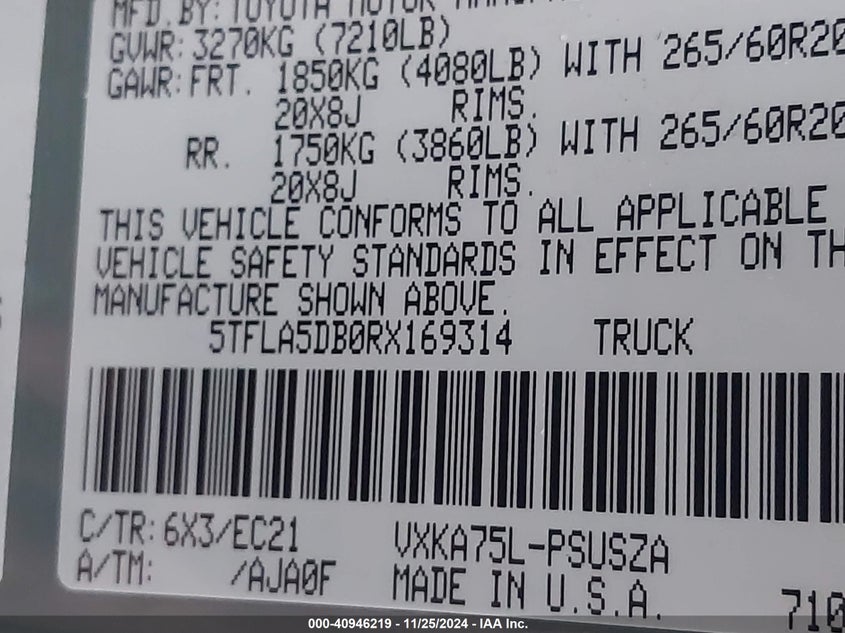 MFD. BY: TOYOTA MOTOR
GVWR: 3270KG (7210LB)
GAWR: FRT. 1850KG (4080LB) WITH 265/60R20
20X8J RIMS.
RR. 1750KG (3860LB) WITH 265/60R20
20X8J RIMS.
THIS VEHICLE CONFORMS TO ALL APPLICABLE
VEHICLE SAFETY STANDARDS IN EFFECT ON TH
MANUFACTURE SHOWN ABOVE.
5TFLA5DB0RX169314 TRUCK
C/TR: 6X3/EC21 VXKA75L-PSUSZA
A/TM: /AJA0F MADE IN U.S.A.
710
000-40946219 - 11/25/2024 - IAA Inc.